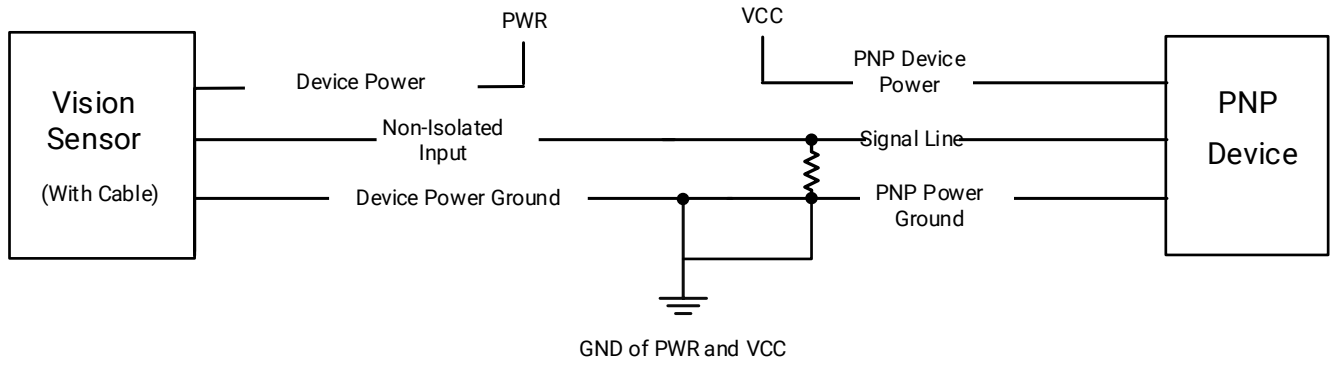 PWR
VCC
Vision
Sensor
(With Cable)
Device Power
Non-Isolated
Input
Device Power Ground
PNP Device
Power
Signal Line
PNP Power
Ground
PNP
Device
GND of PWR and VCC